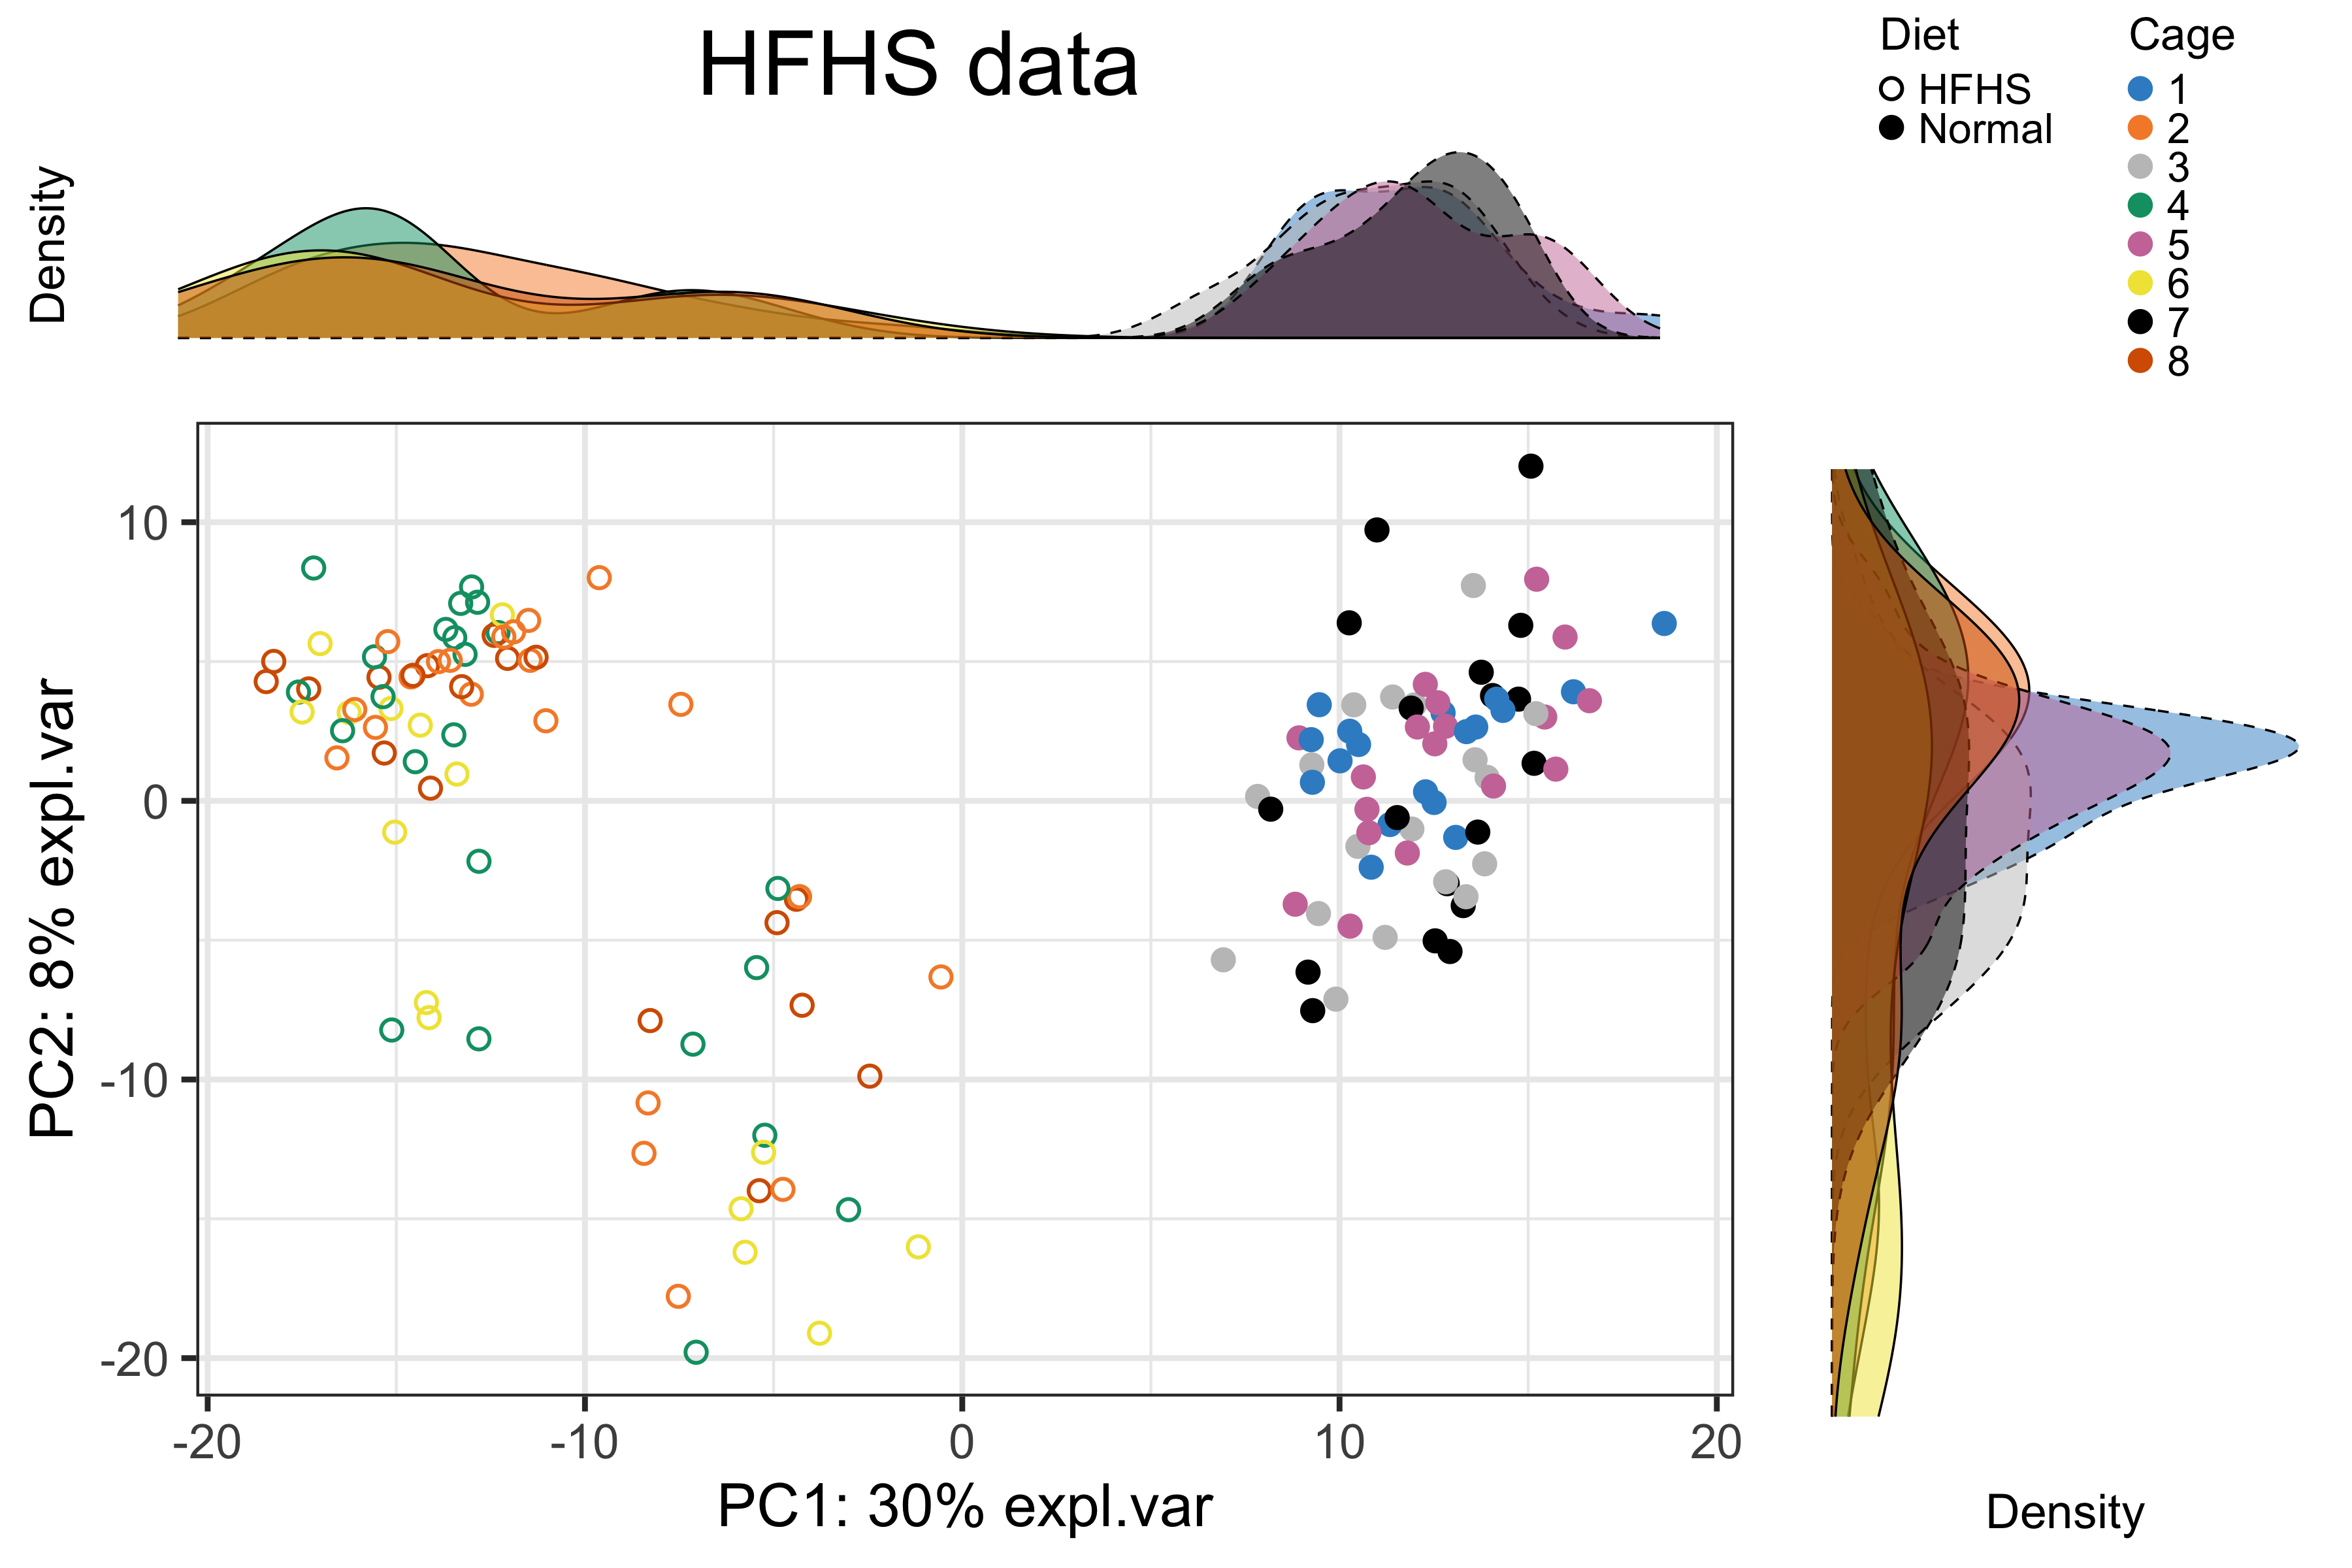 HFHS data
Diet
HFHS
Normal
Cage
1
2
3
4
5
6
7
8
Density
PC2: 8% expl.var
10
0
-10
-20
-20
-10
0
10
20
PC1: 30% expl.var
Density